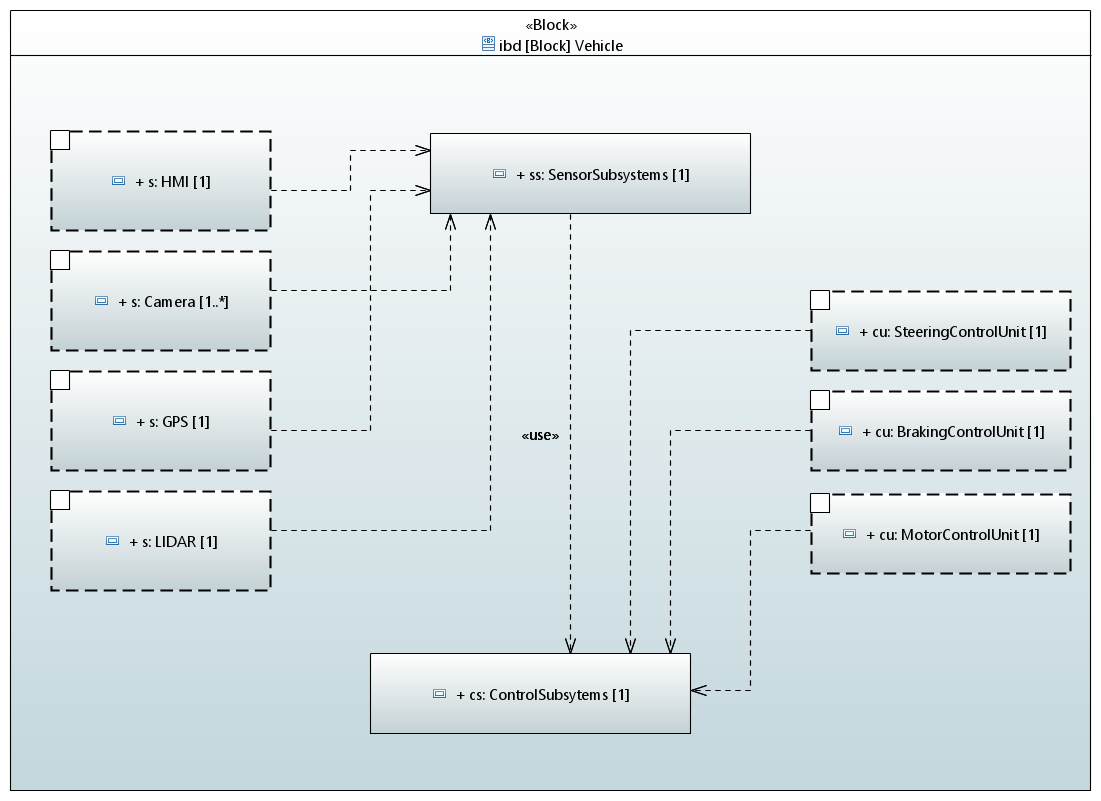 «Block»
ibd [Block] Vehicle
+ s: HMI [1]
+ ss: SensorSubsystems [1]
+ s: Camera [1..*]
+ cu: SteeringControlUnit [1]
+ s: GPS [1]
«use»
+ cu: BrakingControlUnit [1]
+ s: LIDAR [1]
+ cu: MotorControlUnit [1]
+ cs: ControlSubsytems [1]